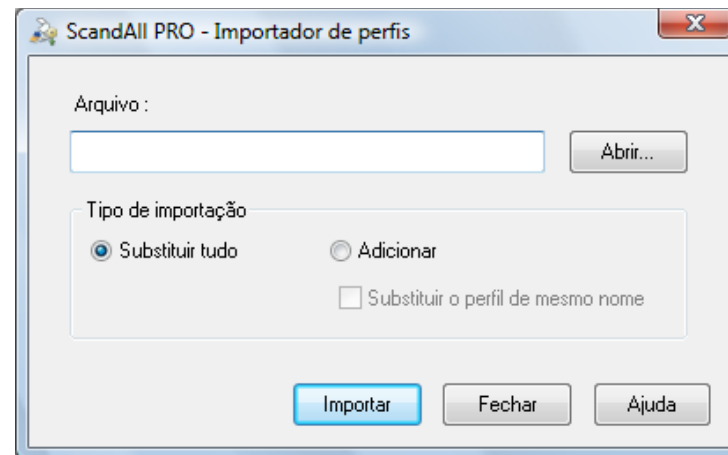 ScandAll PRO - Importador de perfis
Arquivo :
Abrir...
Tipo de importação
Substituir tudo
Adicionar
Substituir o perfil de mesmo nome
Importar
Fechar
Ajuda